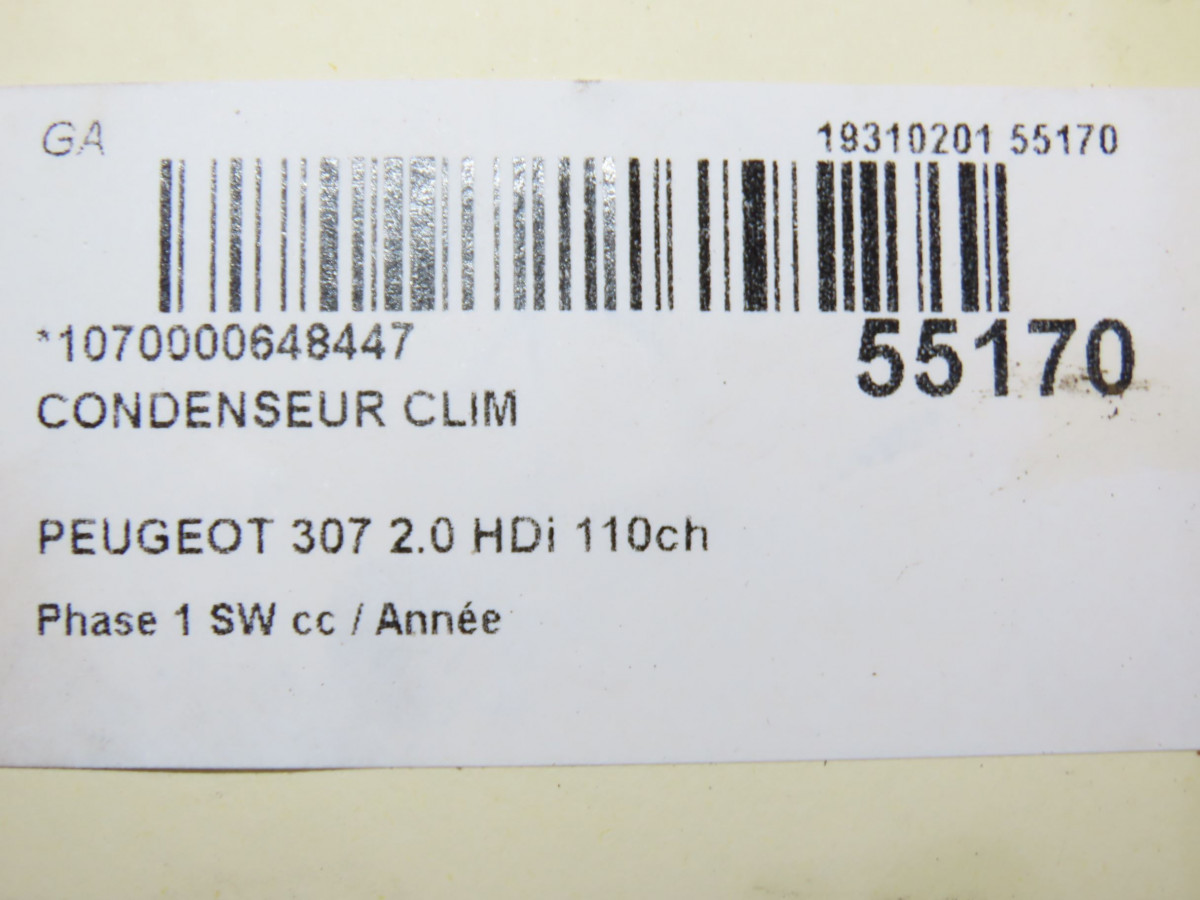 GA
19310201 55170
*1070000648447
55170
CONDENSEUR CLIM
PEUGEOT 307 2.0 HDi 110ch
Phase 1 SW cc / Année